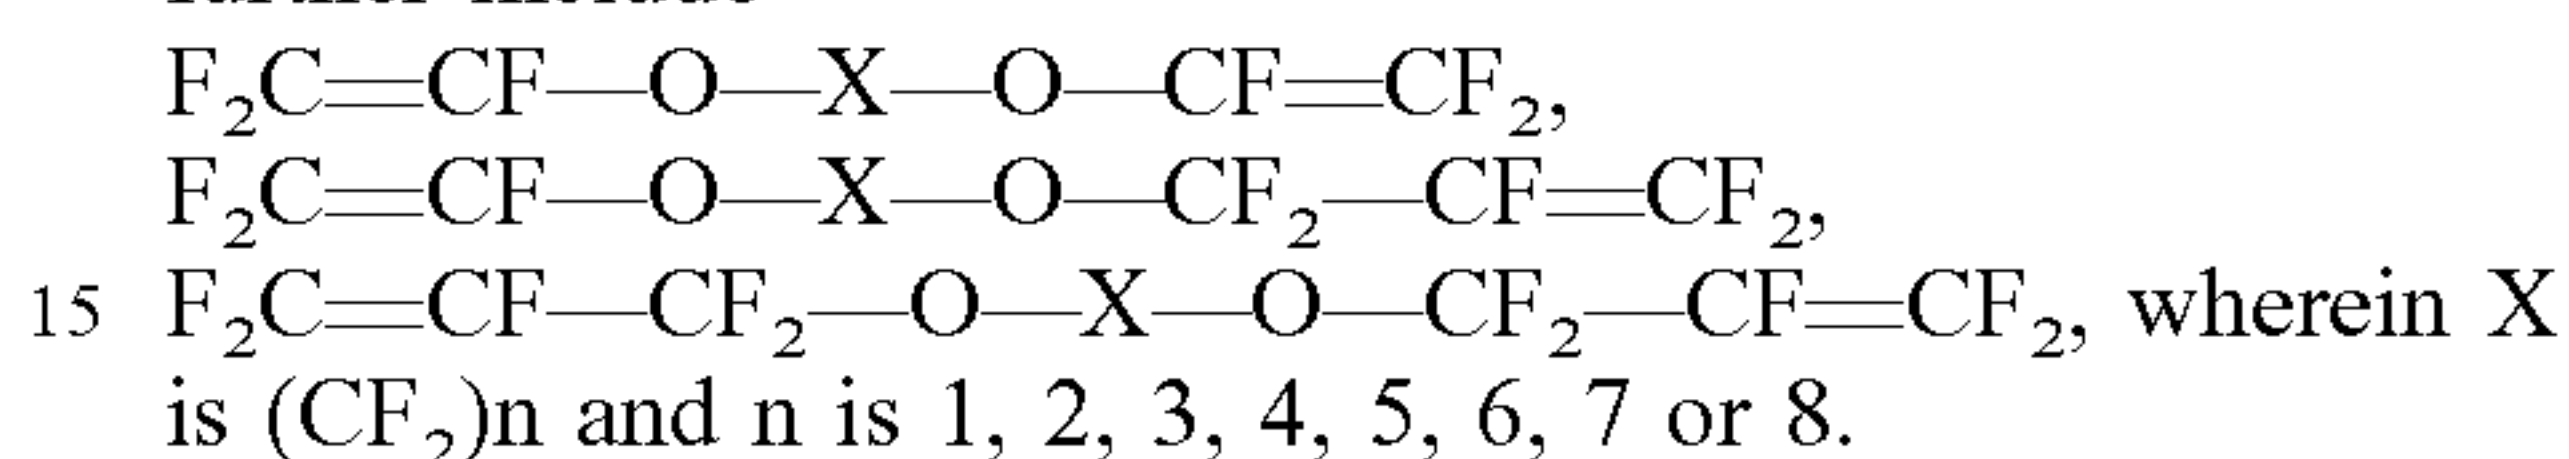 F₂C=CF—O—X—O—CF=CF₂,
F₂C=CF—O—X—O—CF₂—CF=CF₂,
15 F₂C=CF—CF₂—O—X—O—CF₂—CF=CF₂, wherein X
is (CF₂)n and n is 1, 2, 3, 4, 5, 6, 7 or 8.